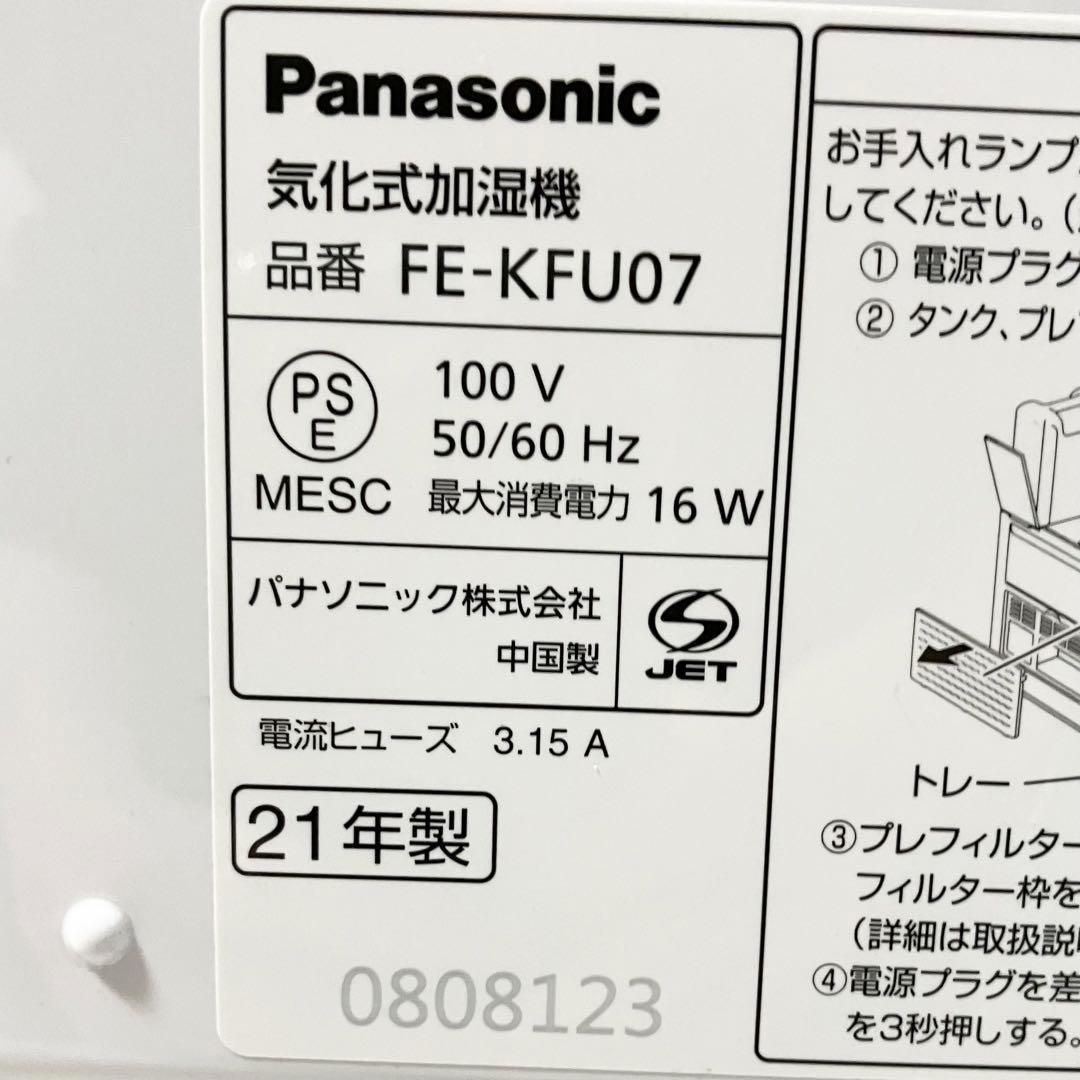 Panasonic
気化式加湿機
品番 FE-KFU07
PS
E
MESC
100 V
50/60 Hz
最大消費電力 16 W
パナソニック株式会社
中国製
JET
電流ヒューズ 3.15 A
21年製
0808123
お手入れランプ
してください。(
① 電源プラグ
② タンク、プレ
トレー
③プレフィルター
フィルター枠を
(詳細は取扱説
④電源プラグを差
を3秒押しする。